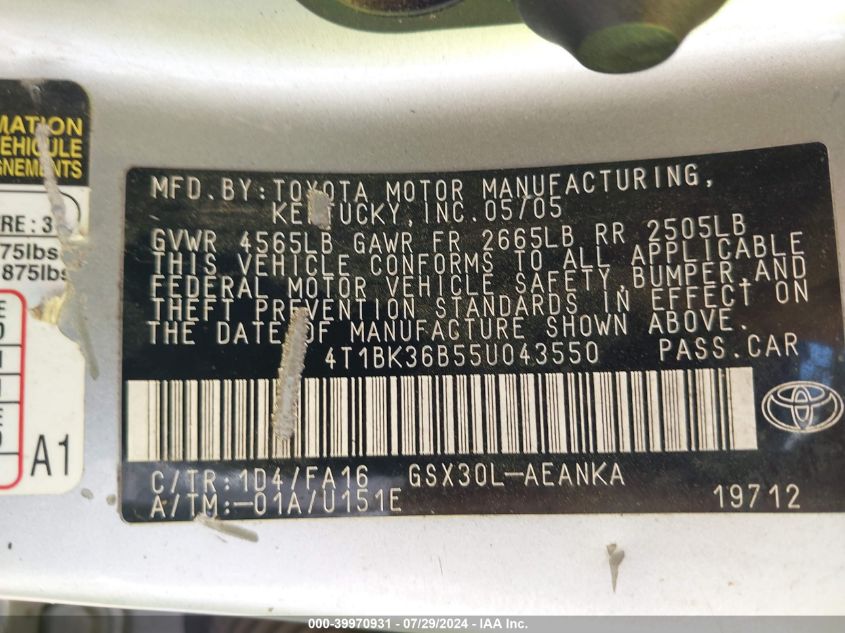 MATION
ÉHICULE
GNEMENTS
RE: 3
75lbs
875lbs
A1
MFD. BY: TOYOTA MOTOR MANUFACTURING,
KENTUCKY, INC. 05/05
GVWR 4565LB GAWR FR 2665LB RR 2505LB
THIS VEHICLE CONFORMS TO ALL APPLICABLE
FEDERAL MOTOR VEHICLE SAFETY, BUMPER, AND
THEFT PREVENTION STANDARDS IN EFFECT ON
THE DATE OF MANUFACTURE SHOWN ABOVE.
4T1BK36B55U043550 PASS. CAR
C/TR: 1D4/FA16 GSX30L-AEANKA
A/TM:-01A/U151E 19712
000-39970931 - 07/29/2024 - IAA Inc.